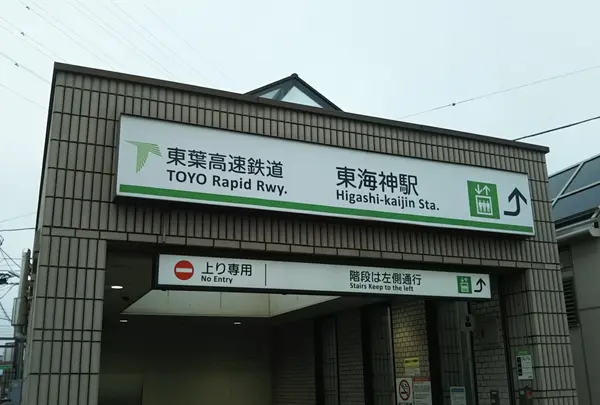 東葉高速鉄道
TOYO Rapid Rwy.
東海神駅
Higashi-kaijin Sta.
上り専用
No Entry
階段は左側通行
Stairs Keep to the left